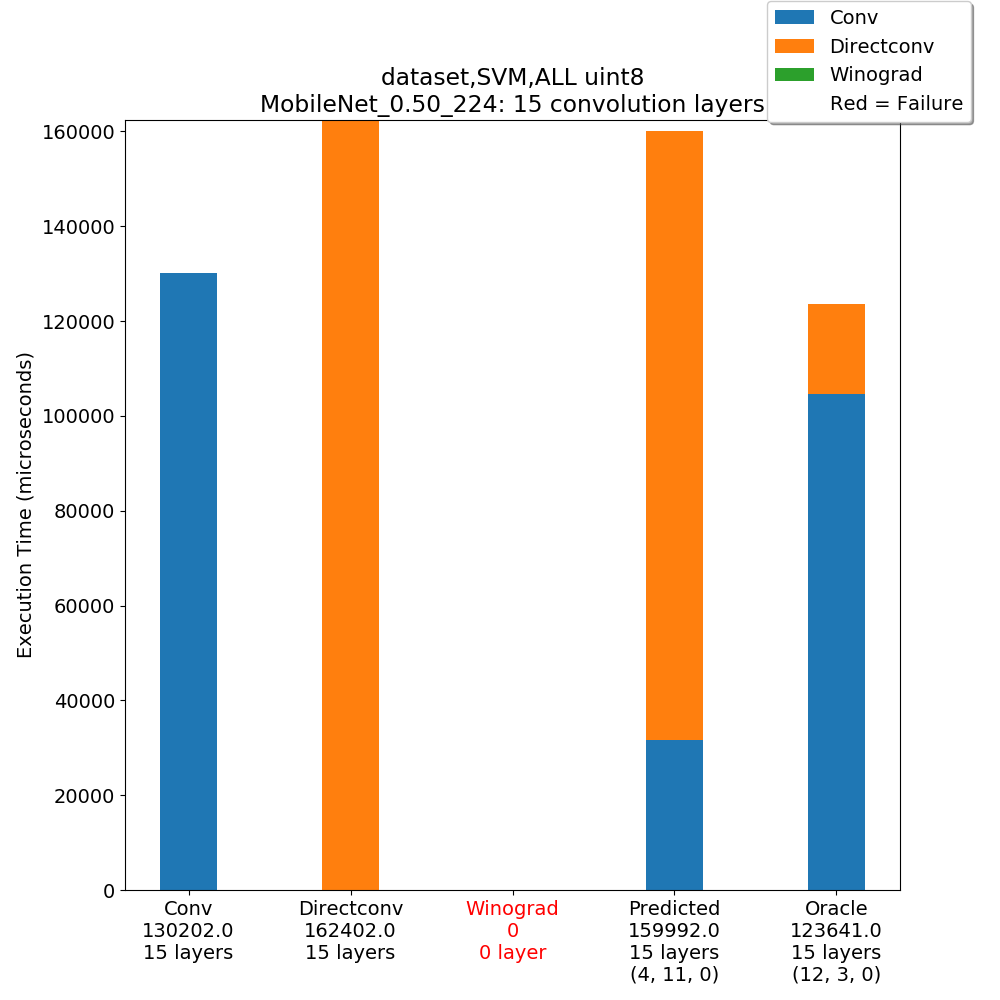 Conv
Directconv
Winograd
Red = Failure
dataset,SVM,ALL uint8
MobileNet_0.50_224: 15 convolution layers
Execution Time (microseconds)
160000
140000
120000
100000
80000
60000
40000
20000
0
Conv
130202.0
15 layers
Directconv
162402.0
15 layers
Winograd
0
0 layer
Predicted
159992.0
15 layers
(4, 11, 0)
Oracle
123641.0
15 layers
(12, 3, 0)